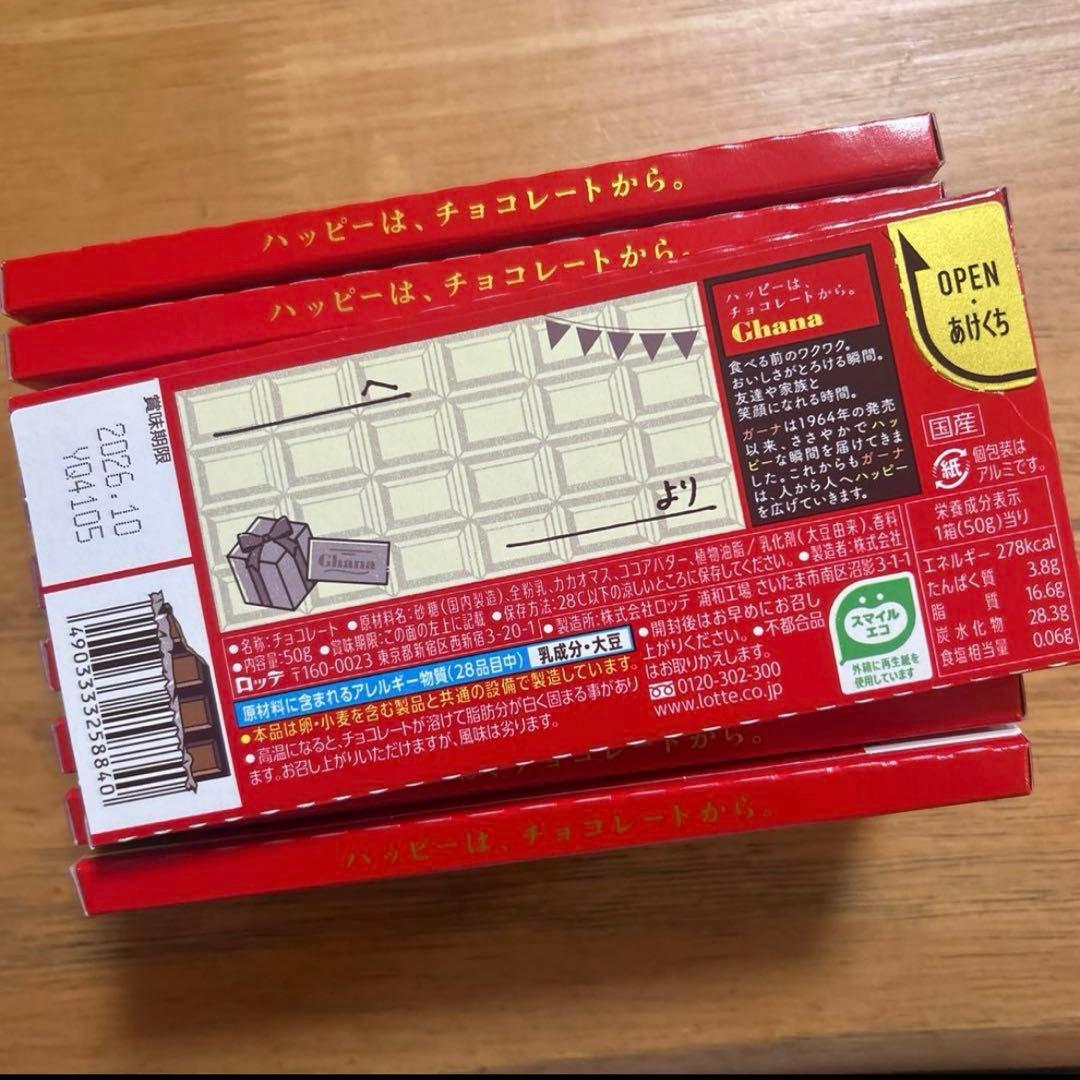 ハッピーは、チョコレートから。
ハッピーは、チョコレートから。
賞味期限
2026.10
YQ4105
へ
より
Ghana
ハッピーは、
チョコレートから。
Ghana
食べる前のワクワク。
おいしさがとろける瞬間。
友達や家族と
笑顔になれる時間。
ガーナは1964年の発売
以来、ささやかでハッ
ピーな瞬間を届けてきま
した。これからもガーナ
は、人から人へハッピー
を広げていきます。
OPEN
・
あけくち
国産
紙
個包装は
アルミです。
栄養成分表示
1箱(50g)当り
エネルギー 278kcal
たんぱく質 3.8g
脂質 16.6g
炭水化物 28.3g
食塩相当量 0.06g
●名称:チョコレート ●原材料名:砂糖(国内製造)、全粉乳、カカオマス、ココアバター、植物油脂/乳化剤(大豆由来)、香料
●内容量:50g ●賞味期限:この面の左上に記載 ●保存方法:28℃以下の涼しいところに保存してください。 ●製造者:株式会社
ロッテ 〒160-0023 東京都新宿区西新宿3-20-1 ●製造所:株式会社ロッテ 浦和工場 さいたま市南区沼影3-1-1
原材料に含まれるアレルギー物質(28品目中) 乳成分・大豆
●本品は卵・小麦を含む製品と共通の設備で製造しています。
●高温になると、チョコレートが溶けて脂肪分が白く固まる事があり
ます。お召し上がりいただけますが、風味は劣ります。
●開封後はお早めにお召し
上がりください。 ●不都合品
はお取りかえします。
0120-302-300
www.lotte.co.jp
スマイル
エコ
外箱に再生紙を
使用しています
4903333258840
チョコレートから。
ハッピーは、チョコレートから。